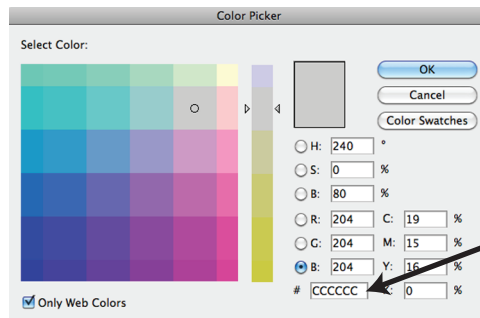 Color Picker
Select Color:
OK
Cancel
Color Swatches
H: 240 °
S: 0 %
B: 80 %
R: 204 C: 19 %
G: 204 M: 15 %
B: 204 Y: 16 %
# CCCCCC K: 0 %
Only Web Colors